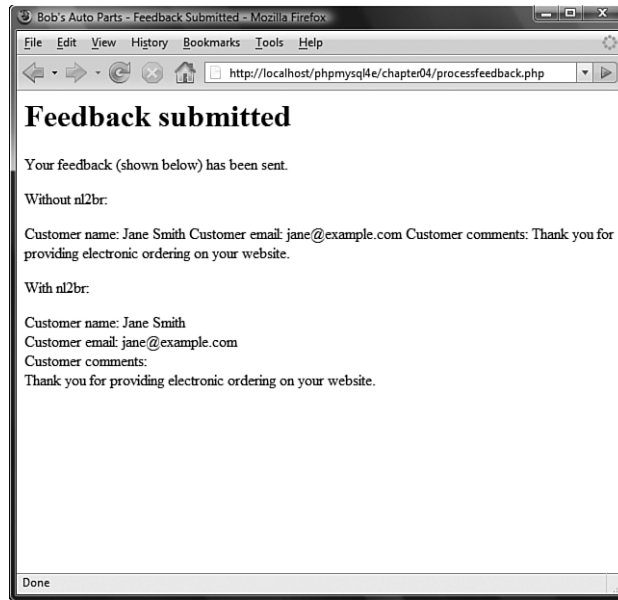 Bob's Auto Parts - Feedback Submitted - Mozilla Firefox
File Edit View History Bookmarks Tools Help
http://localhost/phpmysql4e/chapter04/processfeedback.php
Feedback submitted
Your feedback (shown below) has been sent.
Without nl2br:
Customer name: Jane Smith Customer email: jane@example.com Customer comments: Thank you for
providing electronic ordering on your website.
With nl2br:
Customer name: Jane Smith
Customer email: jane@example.com
Customer comments:
Thank you for providing electronic ordering on your website.
Done